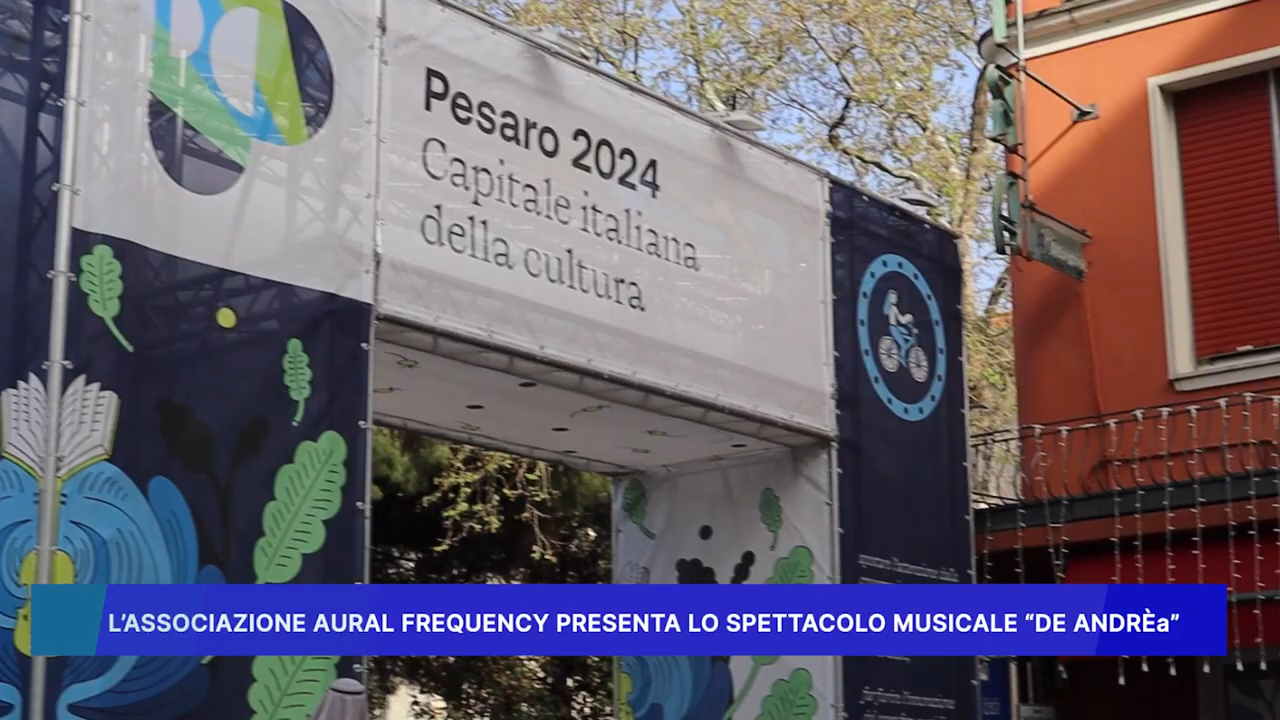 Pesaro 2024
Capitale italiana
della cultura
L’ASSOCIAZIONE AURAL FREQUENCY PRESENTA LO SPETTACOLO MUSICALE “DE ANDRÈa”